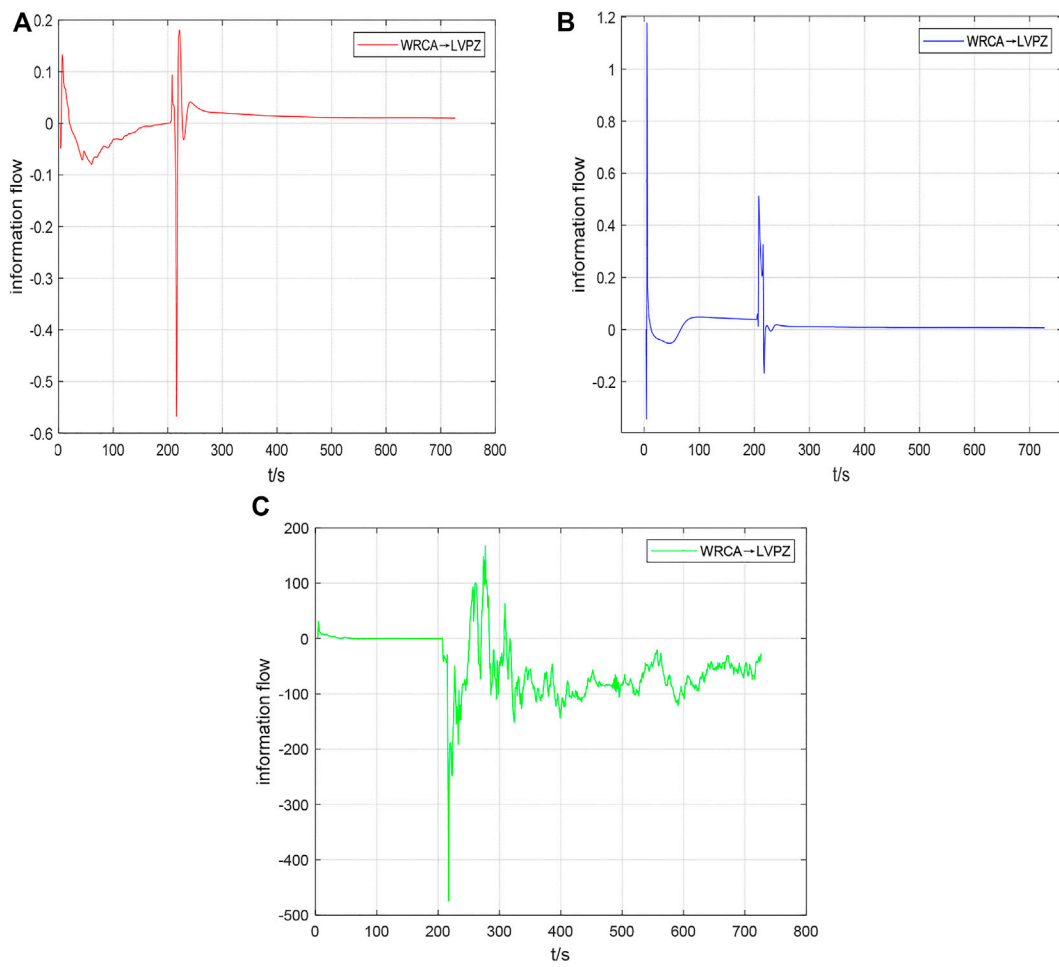 A
0.2
0.1
0
-0.1
-0.2
-0.3
-0.4
-0.5
-0.6
information flow
WRCA→LVPZ
0 100 200 300 400 500 600 700 800
t/s
B
1.2
1
0.8
0.6
0.4
0.2
0
-0.2
information flow
WRCA→LVPZ
0 100 200 300 400 500 600 700
t/s
C
200
100
0
-100
-200
-300
-400
-500
information flow
WRCA→LVPZ
0 100 200 300 400 500 600 700 800
t/s